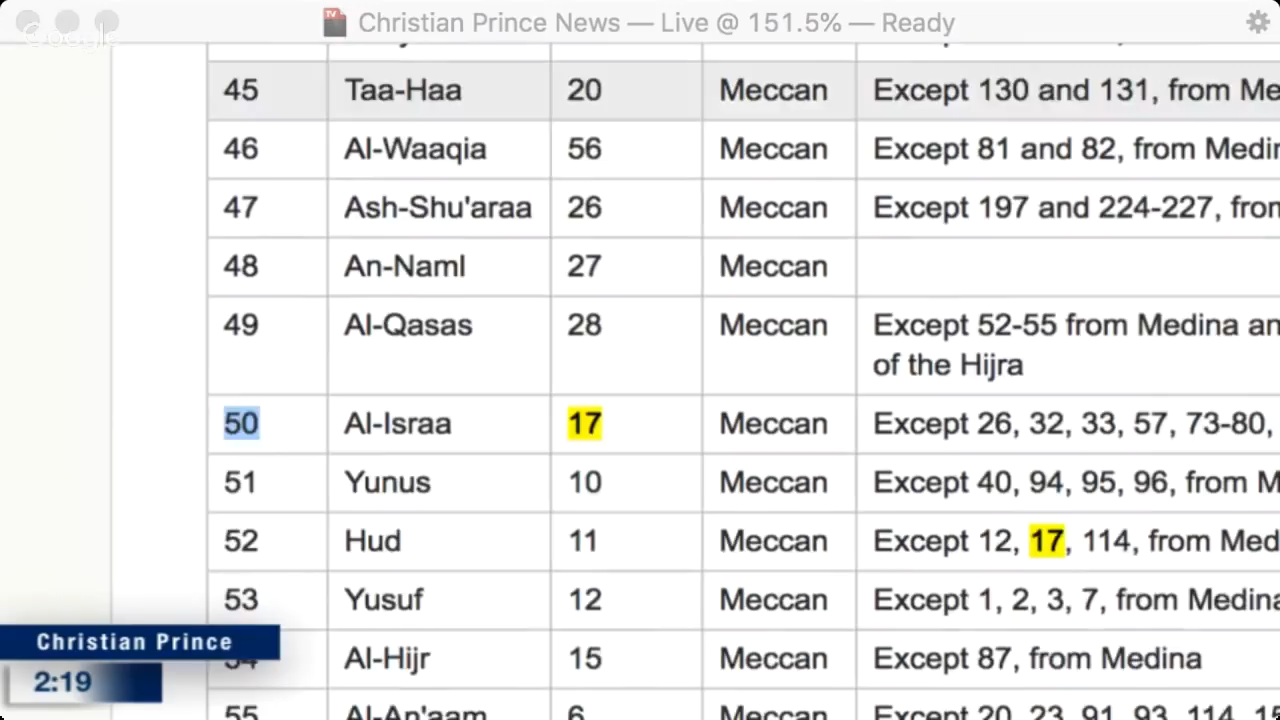 Christian Prince News — Live @ 151.5% — Ready
Google
45 Taa-Haa 20 Meccan Except 130 and 131, from Me
46 Al-Waaqia 56 Meccan Except 81 and 82, from Medin
47 Ash-Shu'araa 26 Meccan Except 197 and 224-227, fron
48 An-Naml 27 Meccan
49 Al-Qasas 28 Meccan Except 52-55 from Medina an
of the Hijra
50 Al-Israa 17 Meccan Except 26, 32, 33, 57, 73-80,
51 Yunus 10 Meccan Except 40, 94, 95, 96, from M
52 Hud 11 Meccan Except 12, 17, 114, from Med
53 Yusuf 12 Meccan Except 1, 2, 3, 7, from Medina
Christian Prince
54 Al-Hijr 15 Meccan Except 87, from Medina
2:19
55 Al-An'aam 6 Meccan Except 20, 23, 91, 93, 114